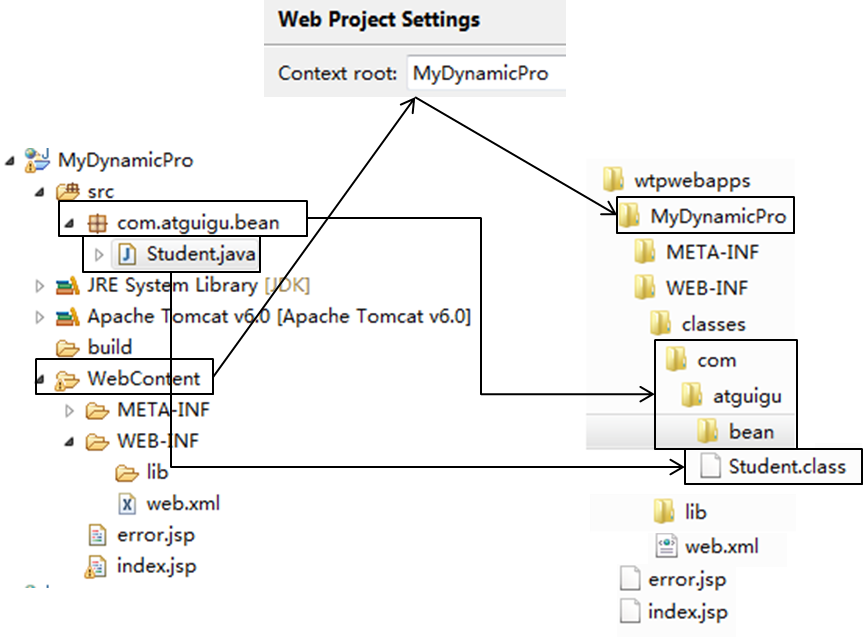 Web Project Settings
Context root: MyDynamicPro
MyDynamicPro
src
com.atguigu.bean
Student.java
JRE System Library [JDK]
Apache Tomcat v6.0 [Apache Tomcat v6.0]
build
WebContent
META-INF
WEB-INF
lib
web.xml
error.jsp
index.jsp
wtpwebapps
MyDynamicPro
META-INF
WEB-INF
classes
com
atguigu
bean
Student.class
lib
web.xml
error.jsp
index.jsp